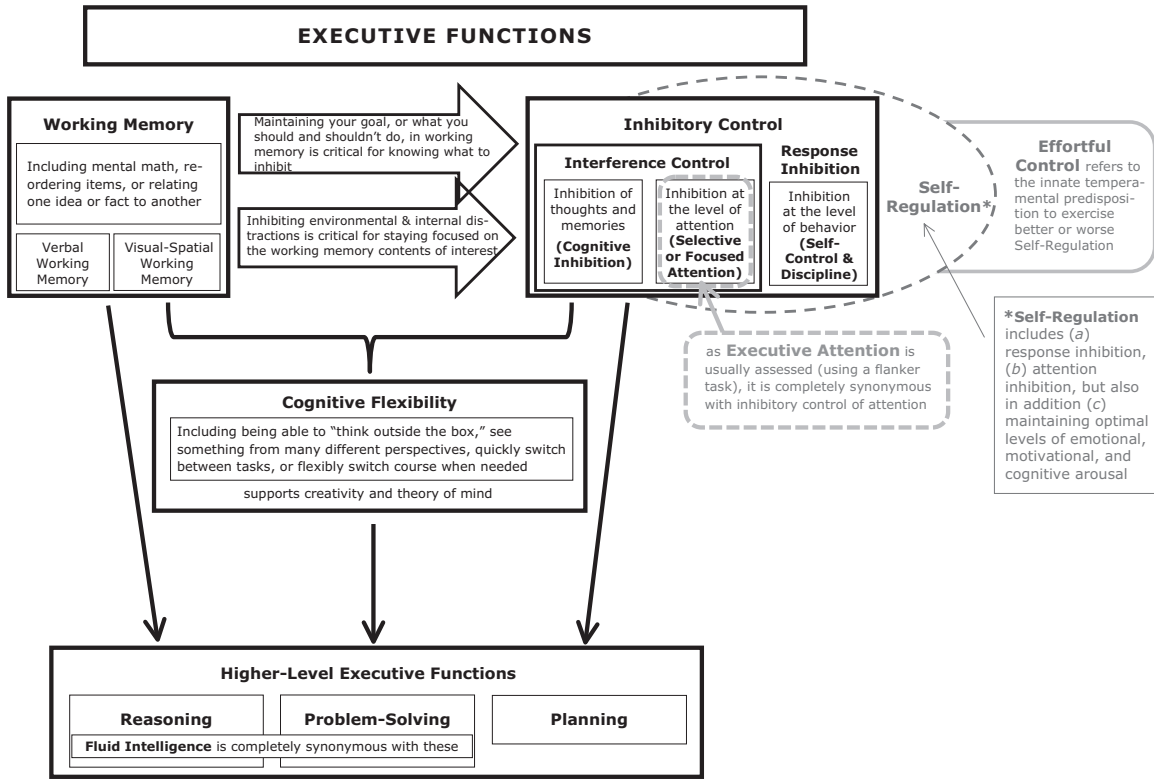 EXECUTIVE FUNCTIONS
Working Memory
Including mental math, re-
ordering items, or relating
one idea or fact to another
Verbal
Working
Memory
Visual-Spatial
Working
Memory
Maintaining your goal, or what you
should and shouldn’t do, in working
memory is critical for knowing what to
inhibit
Inhibiting environmental & internal dis-
tractions is critical for staying focused on
the working memory contents of interest
Inhibitory Control
Interference Control
Inhibition of
thoughts and
memories
(Cognitive
Inhibition)
Inhibition at
the level of
attention
(Selective
or Focused
Attention)
Response
Inhibition
Inhibition
at the level
of behavior
(Self-
Control &
Discipline)
Self-
Regulation*
Effortful
Control refers to
the innate tempera-
mental predisposi-
tion to exercise
better or worse
Self-Regulation
*Self-Regulation
includes (a)
response inhibition,
(b) attention
inhibition, but also
in addition (c)
maintaining optimal
levels of emotional,
motivational, and
cognitive arousal
as Executive Attention is
usually assessed (using a flanker
task), it is completely synonymous
with inhibitory control of attention
Cognitive Flexibility
Including being able to “think outside the box,” see
something from many different perspectives, quickly switch
between tasks, or flexibly switch course when needed
supports creativity and theory of mind
Higher-Level Executive Functions
Reasoning
Problem-Solving
Planning
Fluid Intelligence is completely synonymous with these